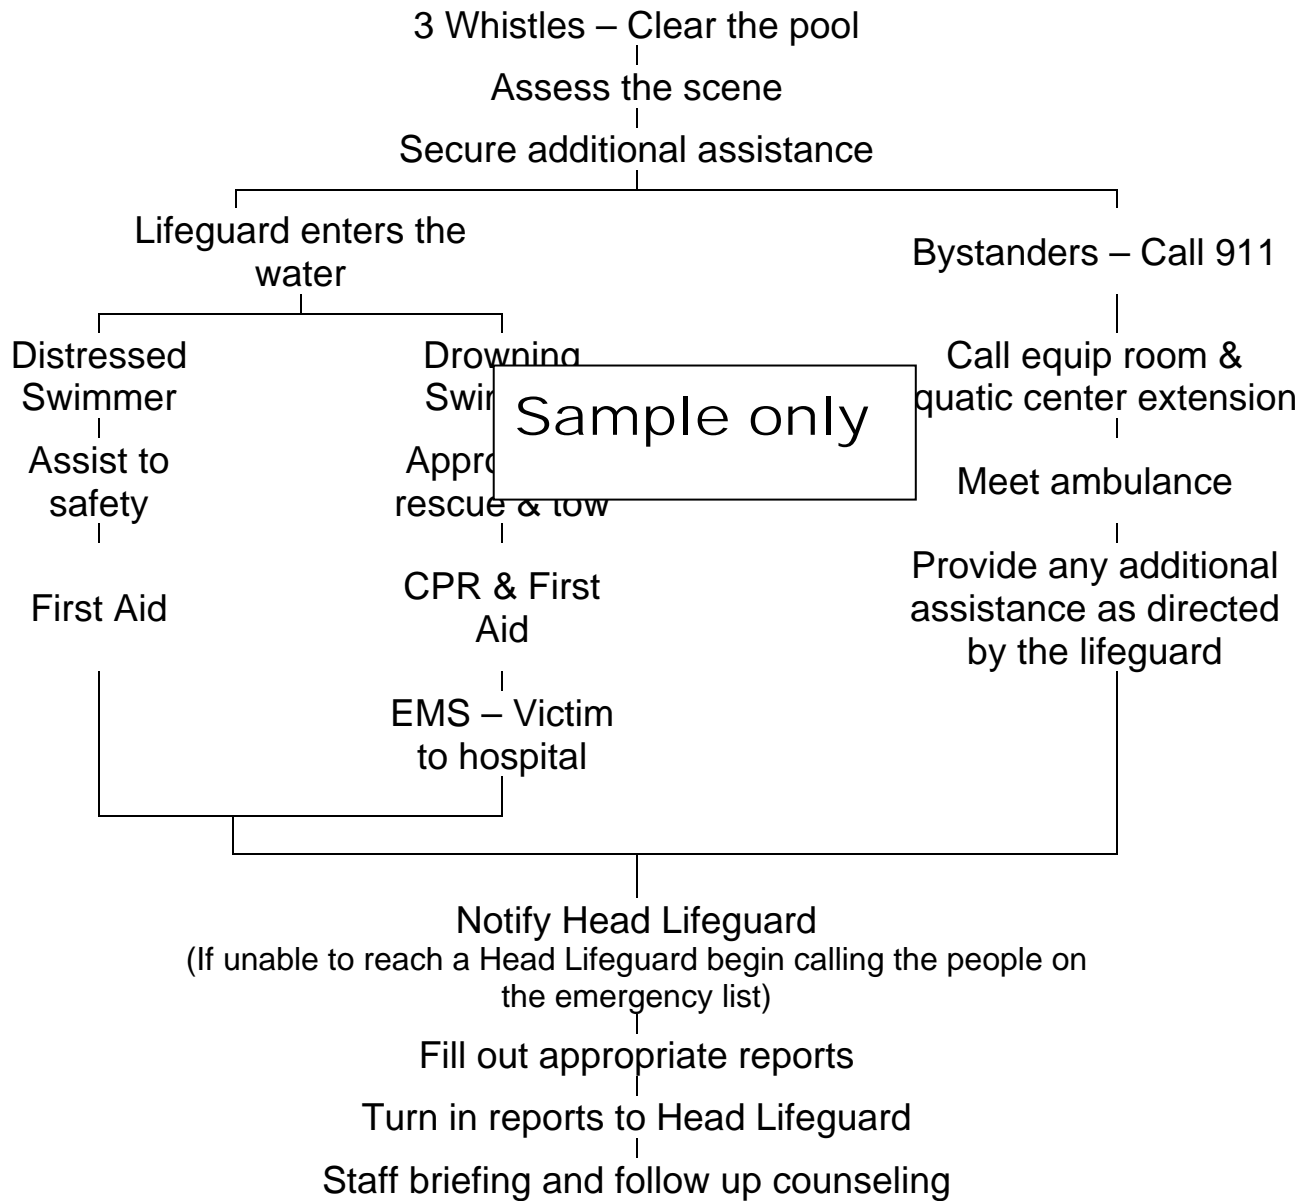 3 Whistles – Clear the pool
Assess the scene
Secure additional assistance
Lifeguard enters the
water
Bystanders – Call 911
Distressed
Swimmer
Drowning
Call equip room &
center extension
Sample only
Assist to
safety
rescue & tow
Meet ambulance
First Aid
CPR & First
Aid
Provide any additional
assistance as directed
by the lifeguard
EMS – Victim
to hospital
Notify Head Lifeguard
(If unable to reach a Head Lifeguard begin calling the people on
the emergency list)
Fill out appropriate reports
Turn in reports to Head Lifeguard
Staff briefing and follow up counseling